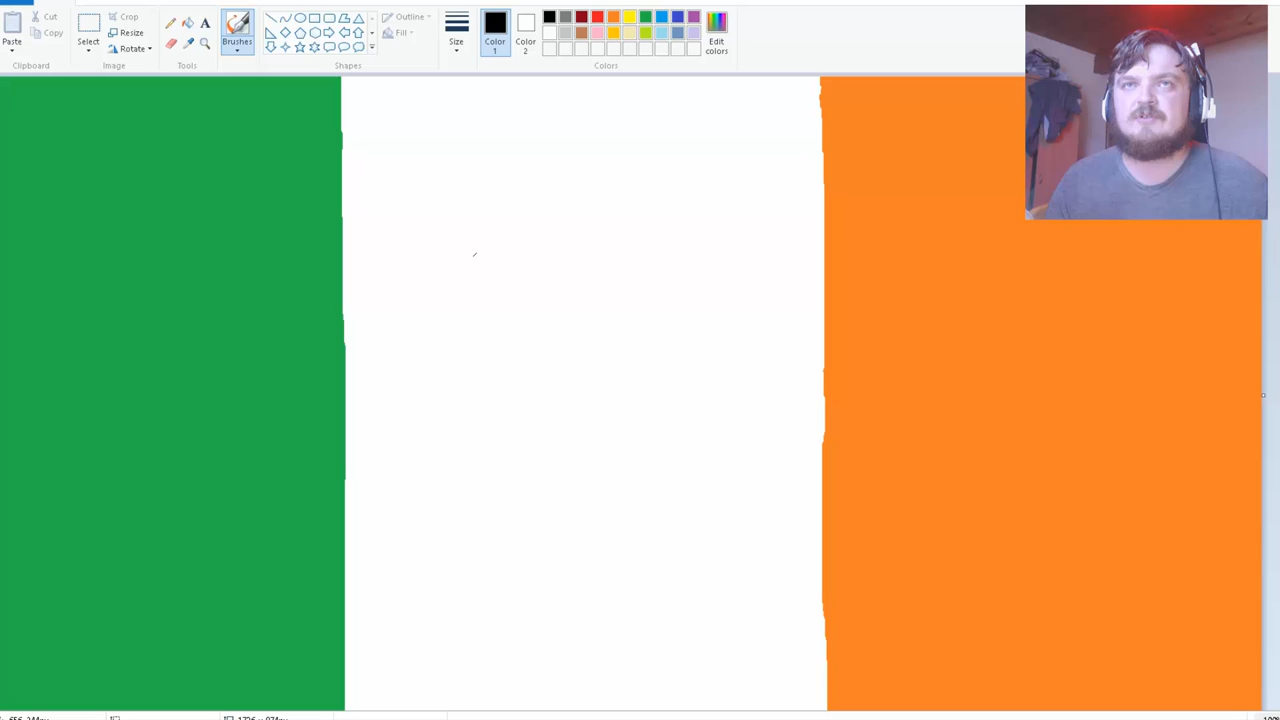 Paste
Cut
Copy
Clipboard
Select
Crop
Resize
Rotate
Image
A
Tools
Brushes
Outline
Fill
Shapes
Size
Color
1
Color
2
Edit
colors
Colors